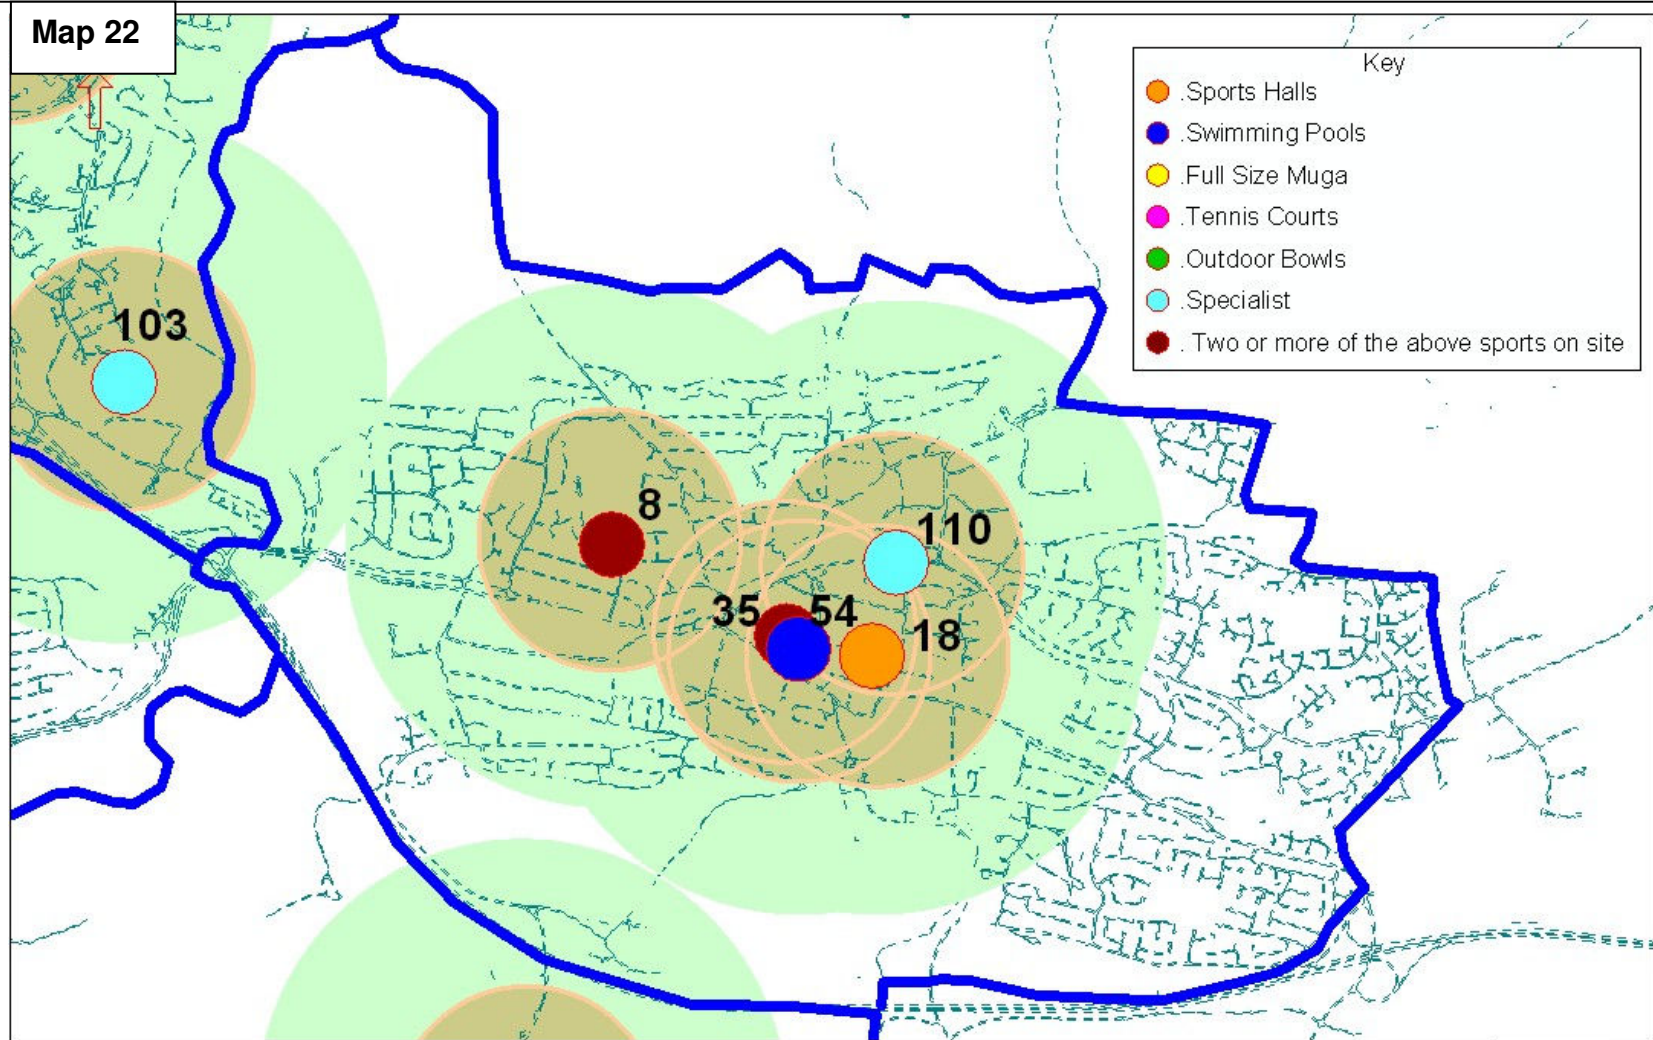 Map 22
Key
.Sports Halls
.Swimming Pools
.Full Size Muga
.Tennis Courts
.Outdoor Bowls
.Specialist
. Two or more of the above sports on site
103
8
110
35
54
18